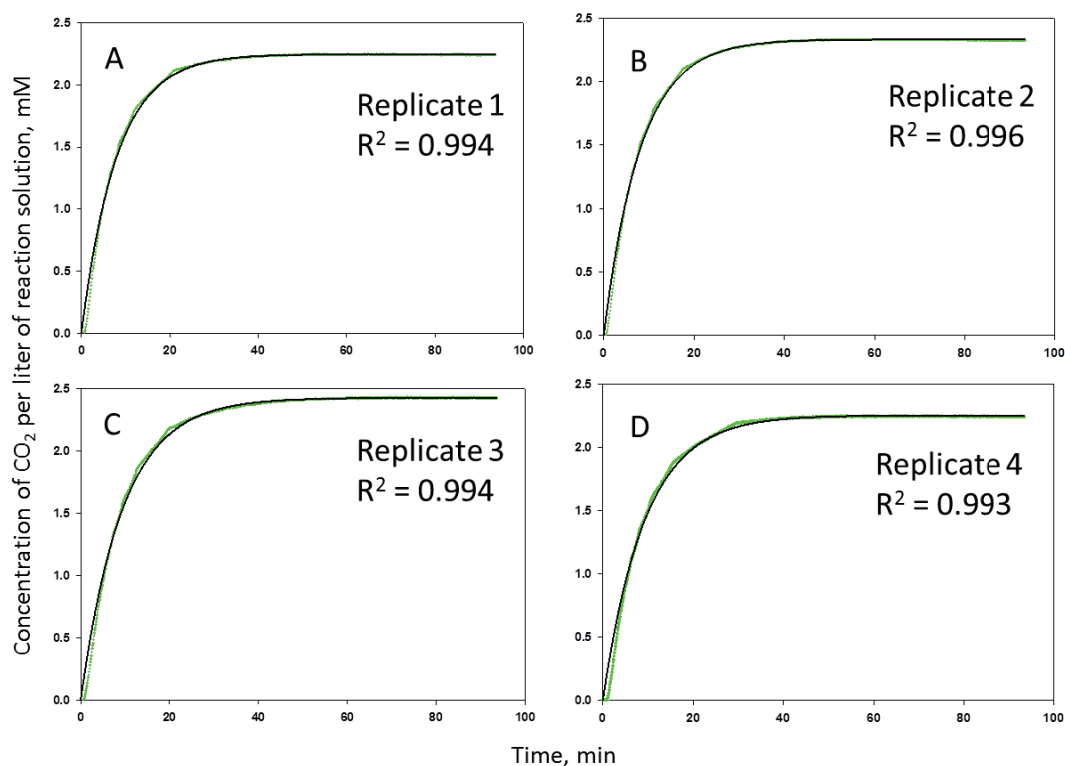 Concentration of CO₂ per liter of reaction solution, mM
2.5
2.0
1.5
1.0
0.5
0.0
A
Replicate 1
R² = 0.994
0 20 40 60 80 100
2.5
2.0
1.5
1.0
0.5
0.0
B
Replicate 2
R² = 0.996
0 20 40 60 80 100
2.5
2.0
1.5
1.0
0.5
0.0
C
Replicate 3
R² = 0.994
0 20 40 60 80 100
2.5
2.0
1.5
1.0
0.5
0.0
D
Replicate 4
R² = 0.993
0 20 40 60 80 100
Time, min